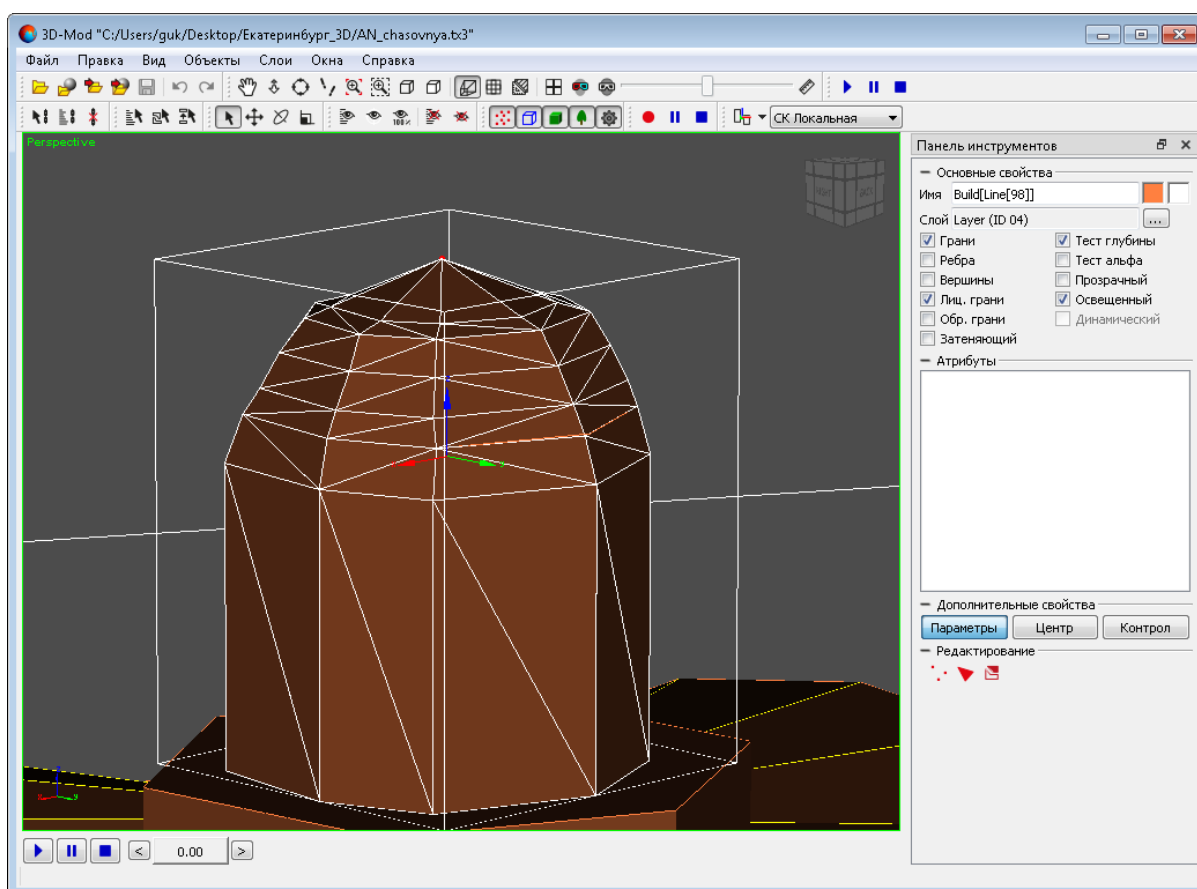 3D-Mod "C:/Users/guk/Desktop/Екатеринбург_3D/AN_chasovnya.tx3"
Файл Правка Вид Объекты Слои Окна Справка
100%
СК Локальная
Perspective
Панель инструментов
Основные свойства
Имя Build[Line[98]]
Слой Layer (ID 04) ...
Грани Тест глубины
Ребра Тест альфа
Вершины Прозрачный
Лиц. грани Освещенный
Обр. грани Динамический
Затеняющий
Атрибуты
Дополнительные свойства
Параметры Центр Контрол
Редактирование
< 0.00 >